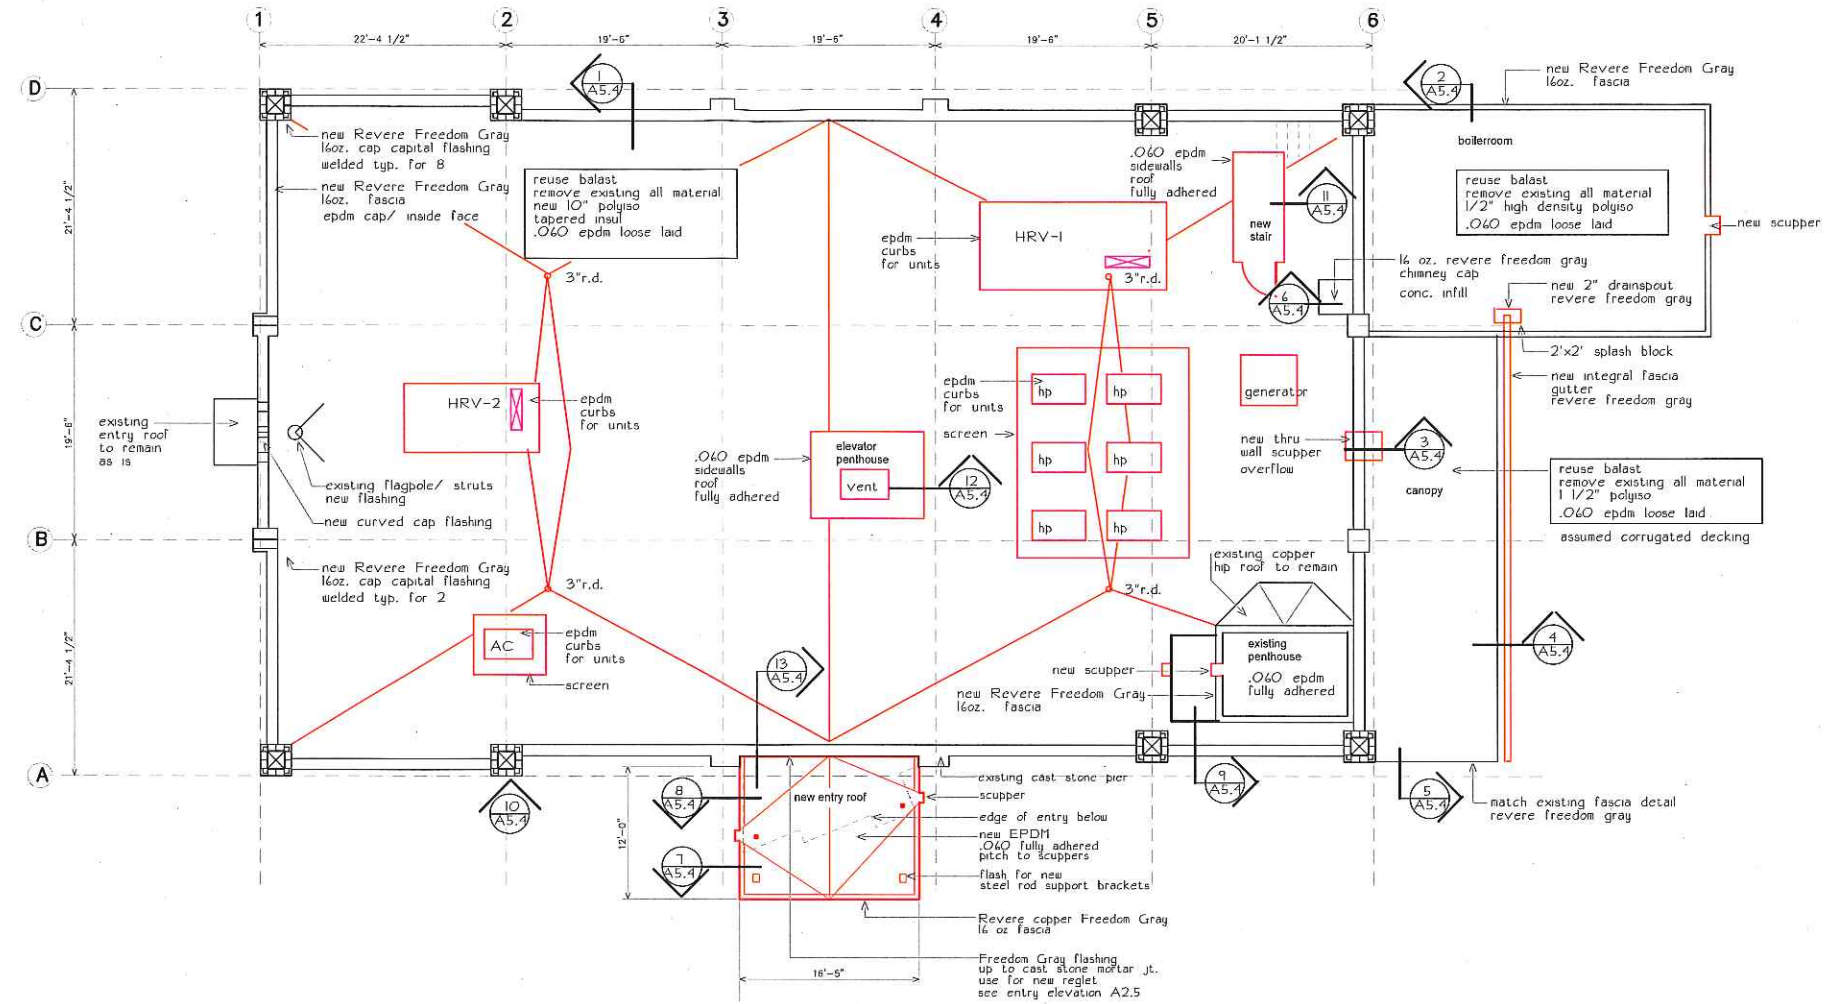 1
2
3
4
5
6
22'-4 1/2"
19'-6"
19'-6"
19'-6"
20'-1 1/2"
D
C
B
A
21'-4 1/2"
19'-6"
21'-4 1/2"
1
A5.4
2
A5.4
new Revere Freedom Gray
16oz. fascia
boilerroom
new Revere Freedom Gray
16oz. cap capital flashing
welded typ. for 8
new Revere Freedom Gray
16oz. fascia
epdm cap/ inside face
reuse balast
remove existing all material
new 10" polyiso
tapered insul
.060 epdm loose laid
.060 epdm
sidewalls
roof
fully adhered
11
A5.4
reuse balast
remove existing all material
1/2" high density polyiso
.060 epdm loose laid
new scupper
epdm
curbs
for units
HRV-1
new
stair
3"r.d.
3"r.d.
6
A5.4
16 oz. revere freedom gray
chimney cap
conc. infill
new 2" drainspout
revere freedom gray
2'x2' splash block
new integral fascia
gutter
revere freedom gray
existing
entry roof
to remain
as is
HRV-2
epdm
curbs
for units
epdm
curbs
for units
screen
hp
hp
hp
hp
hp
hp
generator
new thru
wall scupper
overflow
3
A5.4
canopy
reuse balast
remove existing all material
1 1/2" polyiso
.060 epdm loose laid
assumed corrugated decking
.060 epdm
sidewalls
roof
fully adhered
elevator
penthouse
vent
12
A5.4
existing flagpole/ struts
new flashing
new curved cap flashing
new Revere Freedom Gray
16oz. cap capital flashing
welded typ. for 2
3"r.d.
3"r.d.
existing copper
hip roof to remain
AC
epdm
curbs
for units
screen
13
A5.4
new scupper
new Revere Freedom Gray
16oz. fascia
existing
penthouse
.060 epdm
fully adhered
4
A5.4
8
A5.4
7
A5.4
10
A5.4
9
A5.4
5
A5.4
12'-0"
new entry roof
existing cast stone pier
scupper
edge of entry below
new EPDM
.060 fully adhered
pitch to scuppers
flash for new
steel rod support brackets
match existing fascia detail
revere freedom gray
Revere copper Freedom Gray
16 oz fascia
16'-5"
Freedom Gray flashing
up to cast stone mortar jt.
use for new reglet
see entry elevation A2.5